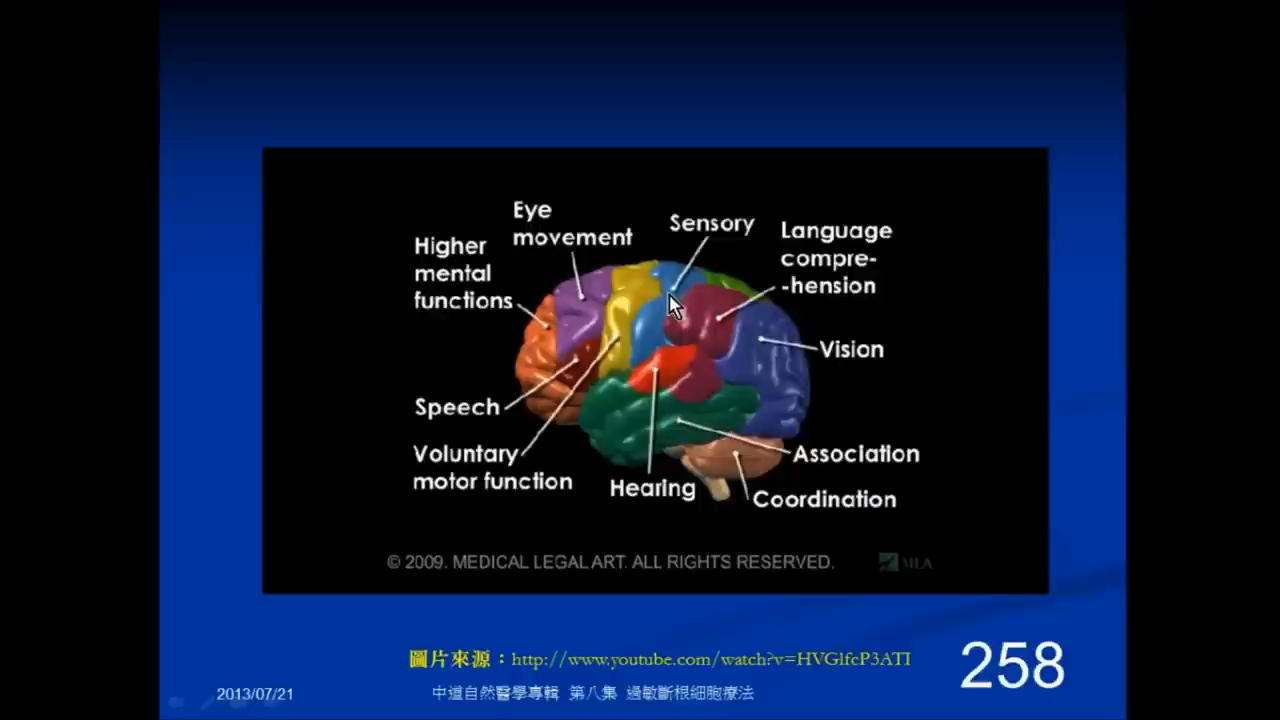 Eye
movement
Sensory
Language
compre-
-hension
Higher
mental
functions
Vision
Speech
Voluntary
motor function
Hearing
Association
Coordination
© 2009. MEDICAL LEGAL ART. ALL RIGHTS RESERVED.
MLA
圖片來源：http://www.youtube.com/watch?v=HVGlfcP3ATI
258
2013/07/21
中道自然醫學專輯 第八集 過敏斷根細胞療法